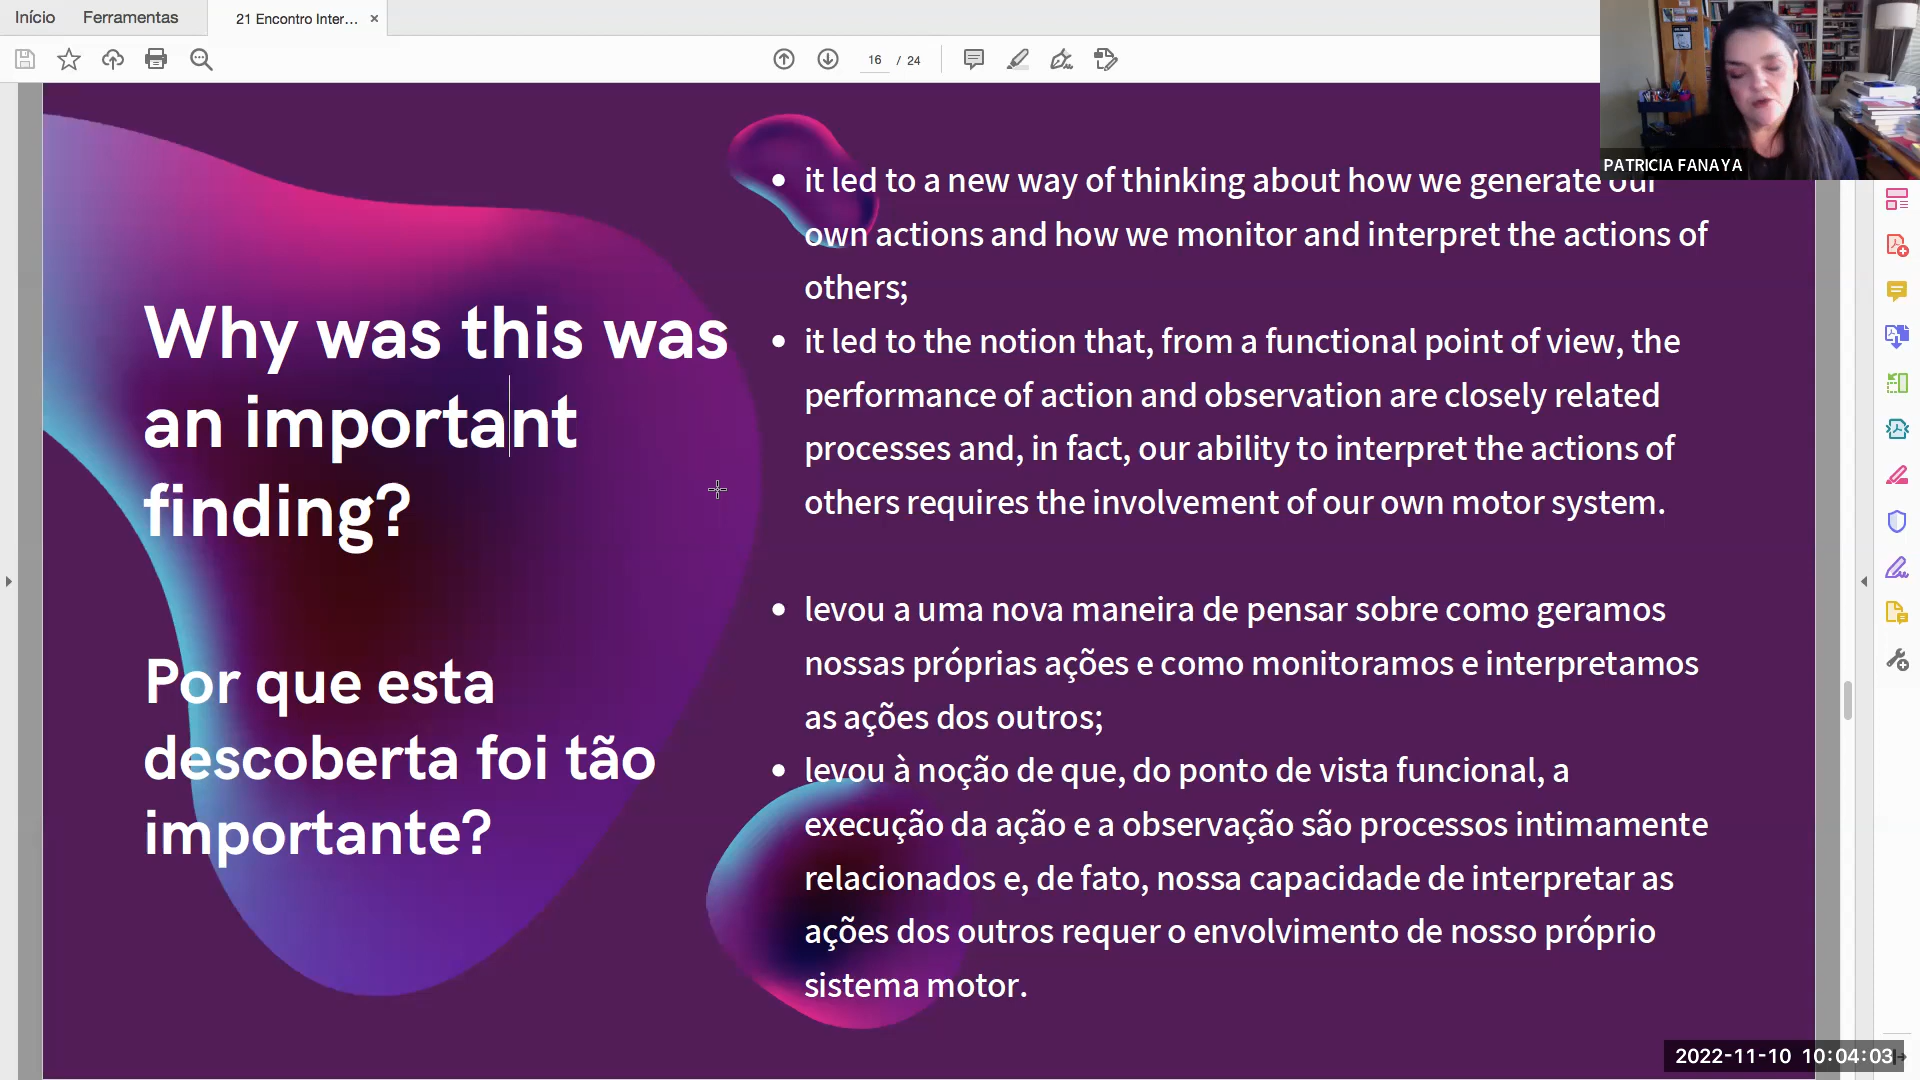 Início Ferramentas 21 Encontro Inter... ×
16 / 24
PATRICIA FANAYA
Why was this was
an important
finding?
Por que esta
descoberta foi tão
importante?
• it led to a new way of thinking about how we generate our
own actions and how we monitor and interpret the actions of
others;
• it led to the notion that, from a functional point of view, the
performance of action and observation are closely related
processes and, in fact, our ability to interpret the actions of
others requires the involvement of our own motor system.
• levou a uma nova maneira de pensar sobre como geramos
nossas próprias ações e como monitoramos e interpretamos
as ações dos outros;
• levou à noção de que, do ponto de vista funcional, a
execução da ação e a observação são processos intimamente
relacionados e, de fato, nossa capacidade de interpretar as
ações dos outros requer o envolvimento de nosso próprio
sistema motor.
2022-11-10 10:04:03